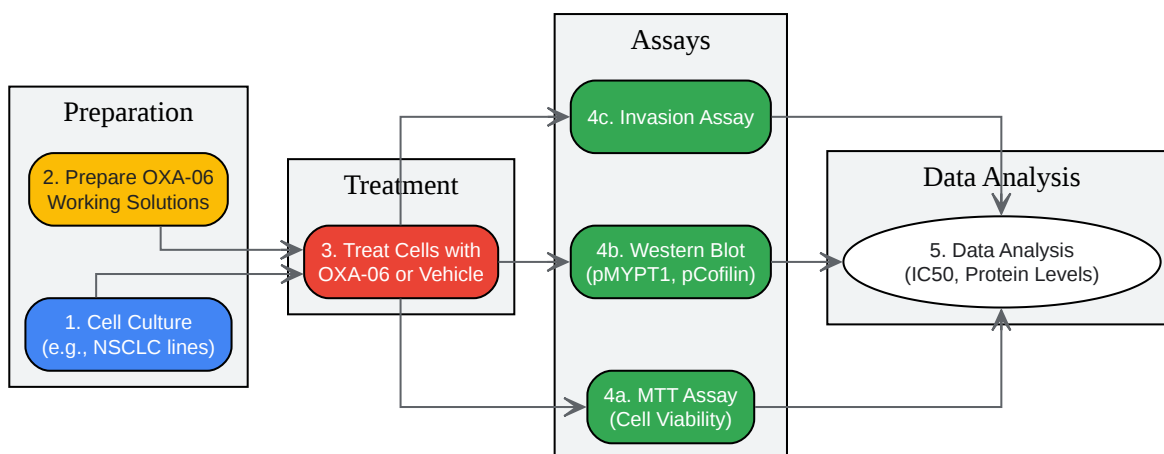 Preparation
2. Prepare OXA-06
Working Solutions
1. Cell Culture
(e.g., NSCLC lines)
Treatment
3. Treat Cells with
OXA-06 or Vehicle
Assays
4c. Invasion Assay
4b. Western Blot
(pMYPT1, pCofilin)
4a. MTT Assay
(Cell Viability)
Data Analysis
5. Data Analysis
(IC50, Protein Levels)